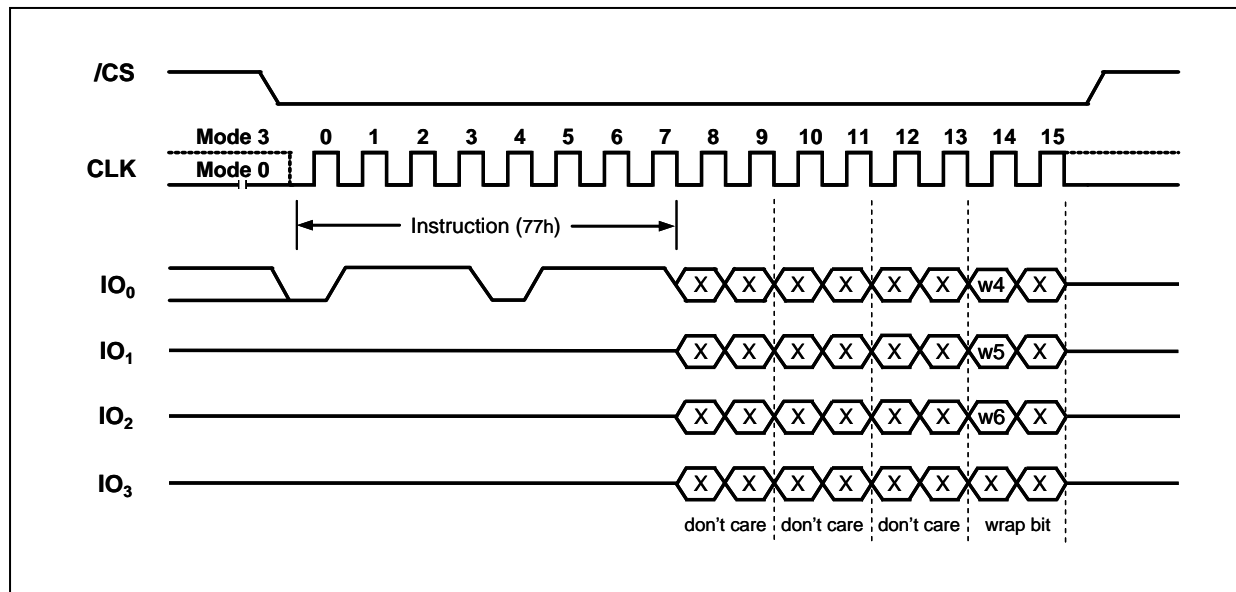 /CS
Mode 3 0 1 2 3 4 5 6 7 8 9 10 11 12 13 14 15
CLK Mode 0
Instruction (77h)
IO₀ X X X X X X w4 X
IO₁ X X X X X X w5 X
IO₂ X X X X X X w6 X
IO₃ X X X X X X X X
don't care don't care don't care wrap bit